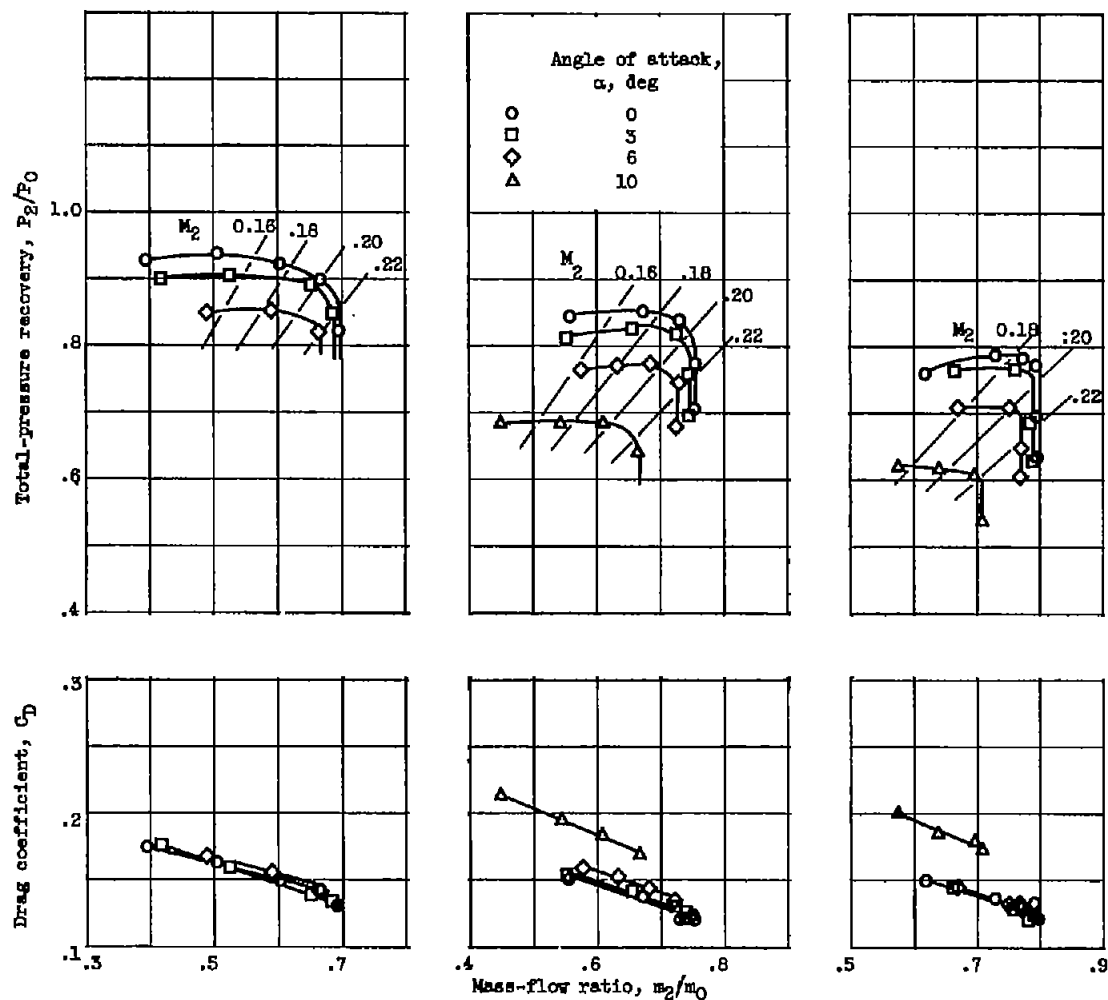 Total-pressure recovery, P2/P0
1.0
.8
.6
.4
M2 0.16 .18 .20 .22
Angle of attack,
α, deg
0
3
6
10
M2 0.16 .18 .20 .22
M2 0.18 :20 .22
Drag coefficient, CD
.3
.2
.1
.3 .5 .7
.4 .6 .8
.5 .7 .9
Mass-flow ratio, m2/m0